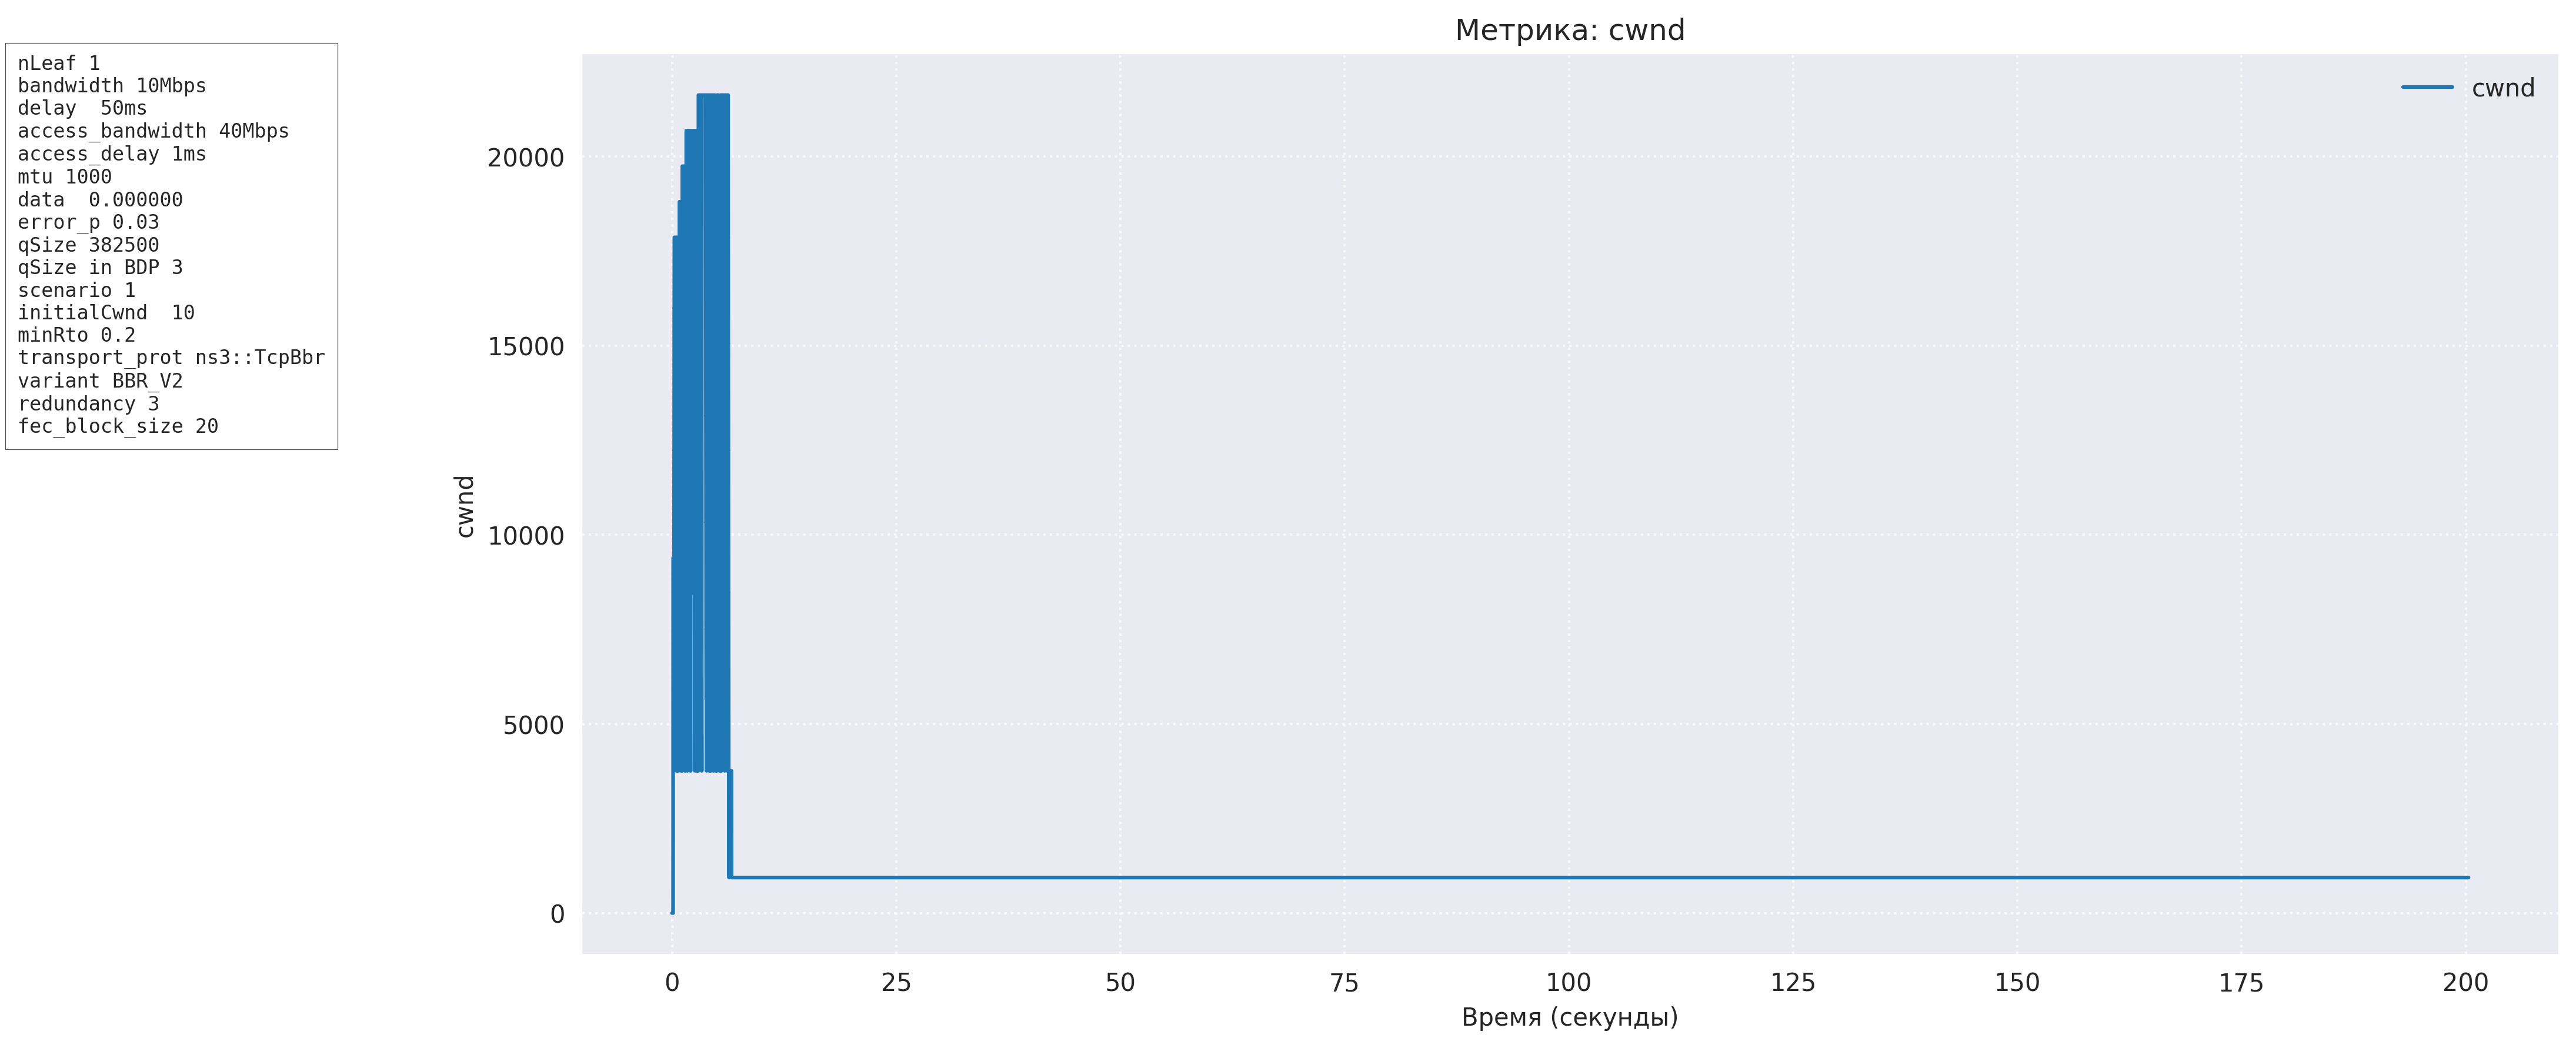 Метрика: cwnd
nLeaf 1
bandwidth 10Mbps
delay  50ms
access_bandwidth 40Mbps
access_delay 1ms
mtu 1000
data  0.000000
error_p 0.03
qSize 382500
qSize in BDP 3
scenario 1
initialCwnd  10
minRto 0.2
transport_prot ns3::TcpBbr
variant BBR_V2
redundancy 3
fec_block_size 20
cwnd
cwnd
20000
15000
10000
5000
0
0 25 50 75 100 125 150 175 200
Время (секунды)